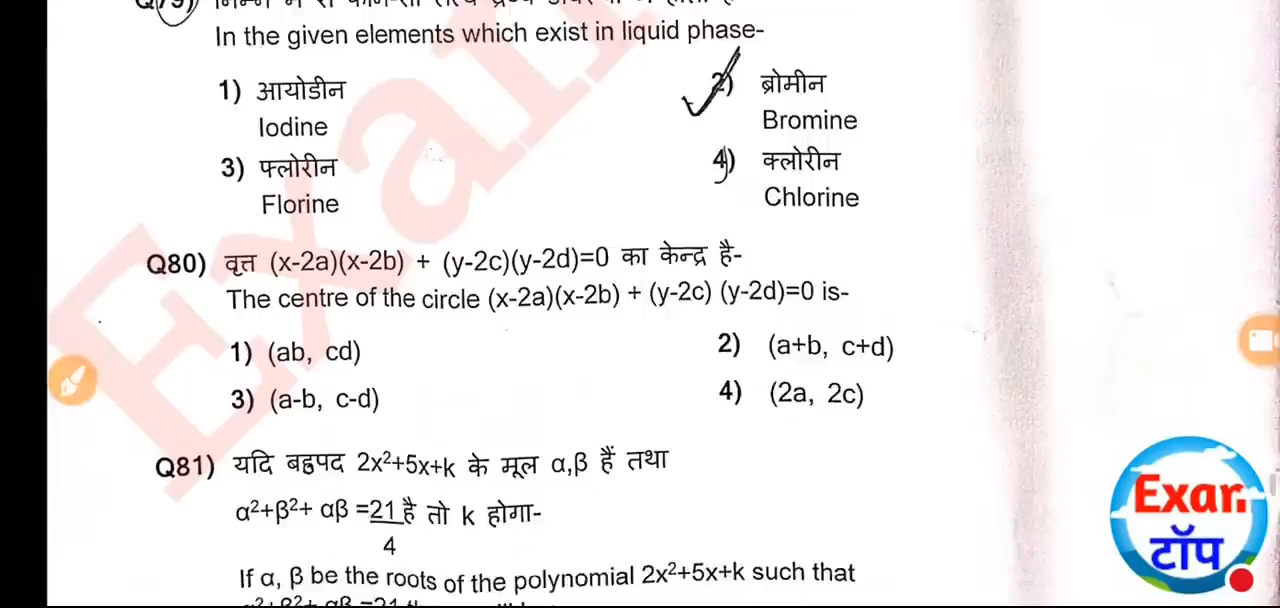 In the given elements which exist in liquid phase-
1) आयोडीन
Iodine
2) ब्रोमीन
Bromine
3) फ्लोरीन
Florine
4) क्लोरीन
Chlorine
Q80) वृत्त (x-2a)(x-2b) + (y-2c)(y-2d)=0 का केन्द्र है-
The centre of the circle (x-2a)(x-2b) + (y-2c) (y-2d)=0 is-
1) (ab, cd)
2) (a+b, c+d)
3) (a-b, c-d)
4) (2a, 2c)
Q81) यदि बहुपद 2x²+5x+k के मूल α,β हैं तथा
α²+β²+ αβ =21 है तो k होगा-
4
If α, β be the roots of the polynomial 2x²+5x+k such that
Exam
टॉप
Exam